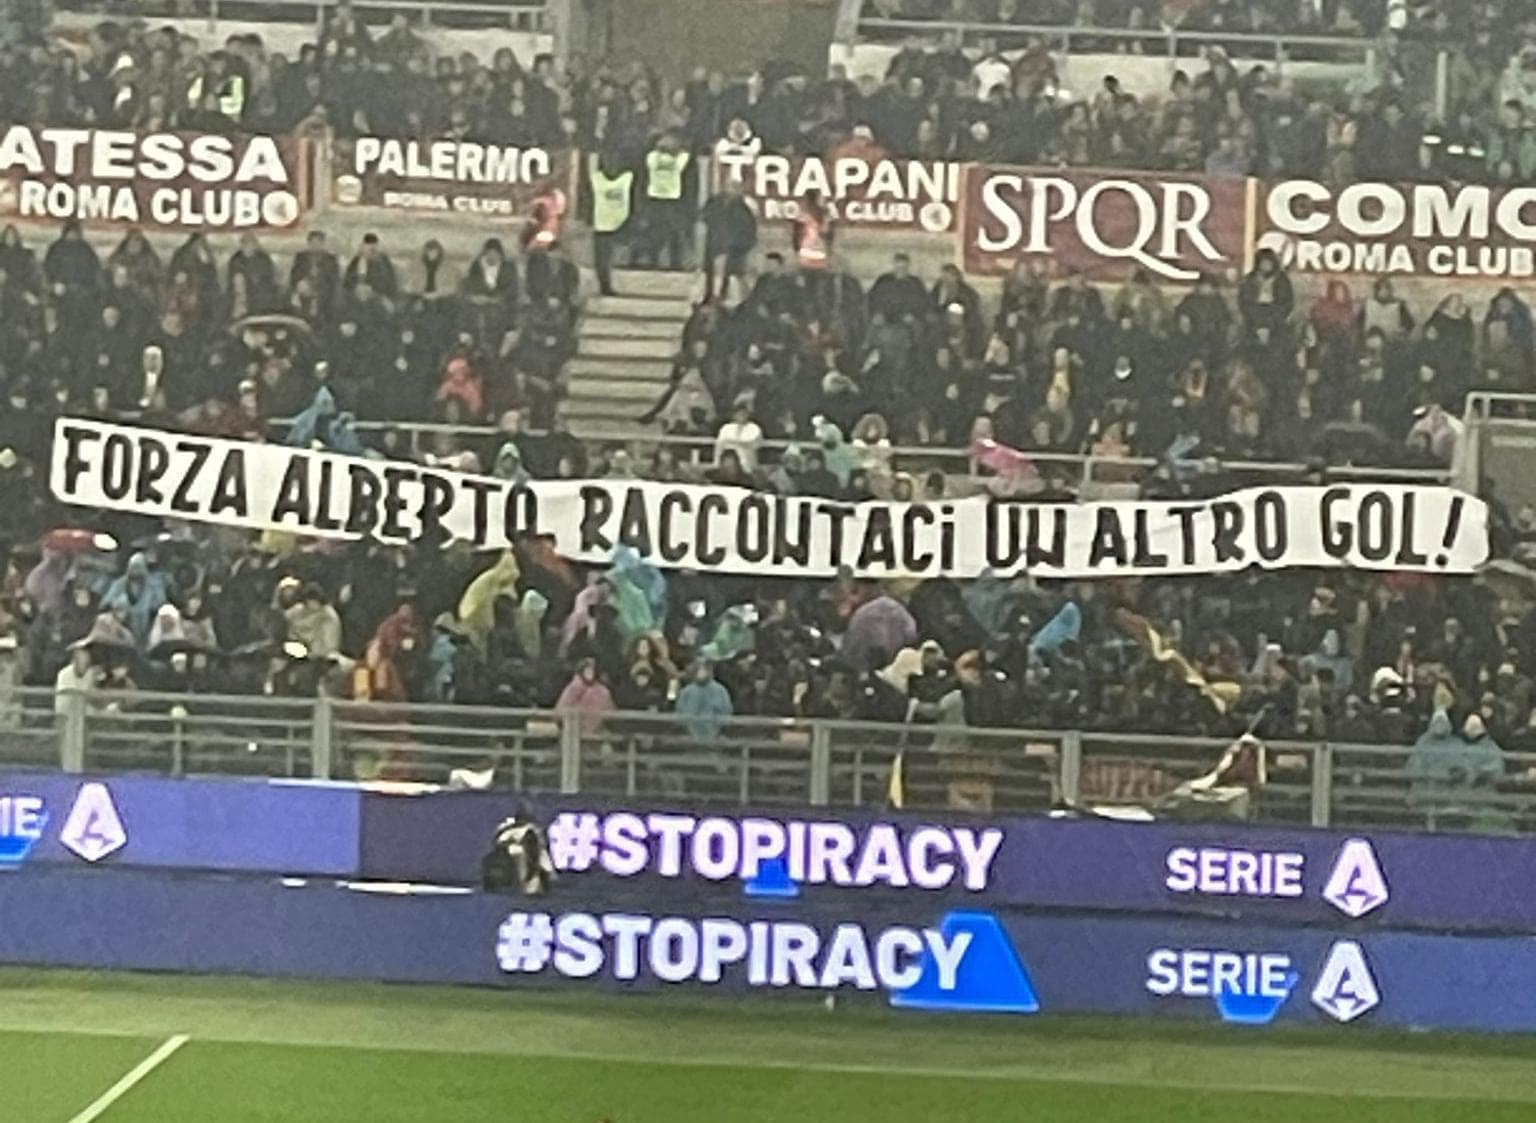 ATESSA
ROMA CLUB
PALERMO
ROMA CLUB
TRAPANI
ROMA CLUB
SPQR
COMO
ROMA CLUB
FORZA ALBERTO, RACCONTACI UN ALTRO GOL!
IE
#STOPIRACY
SERIE A
#STOPIRACY
SERIE A